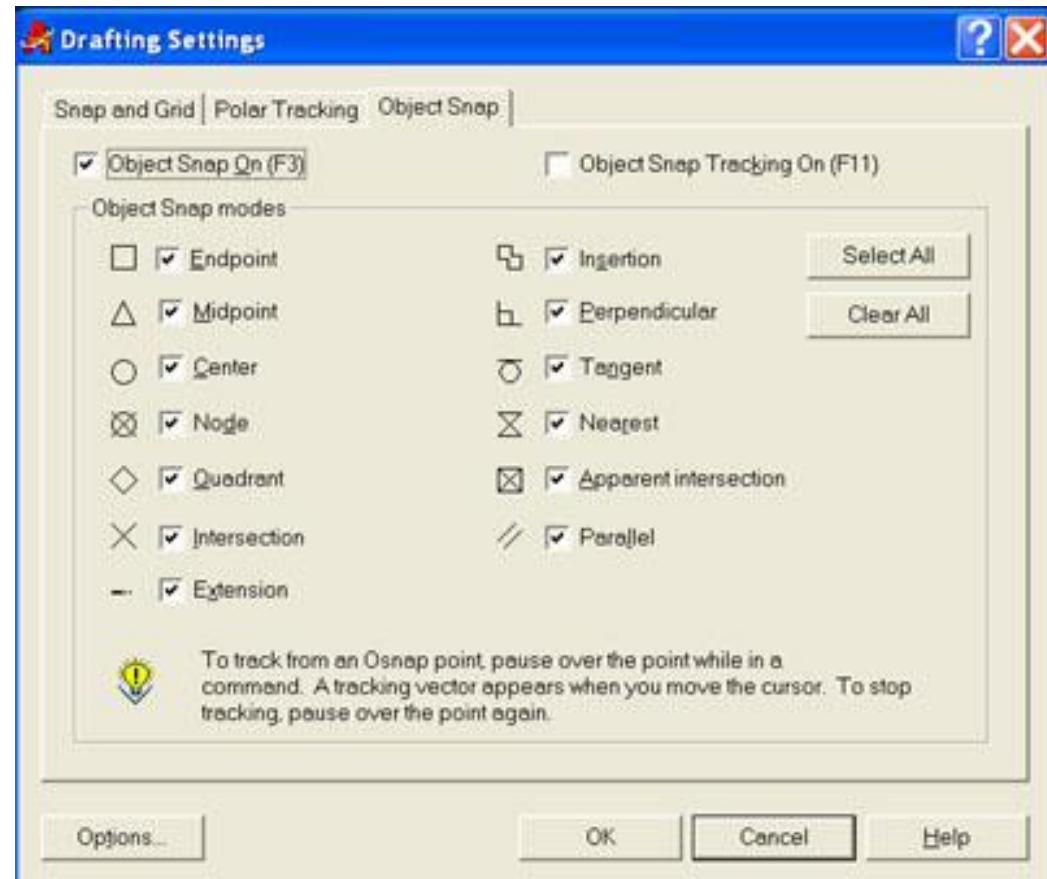 Drafting Settings
Snap and Grid
Polar Tracking
Object Snap
Object Snap On (F3)
Object Snap Tracking On (F11)
Object Snap modes
Endpoint
Midpoint
Center
Node
Quadrant
Intersection
Extension
Insertion
Perpendicular
Tangent
Nearest
Apparent intersection
Parallel
Select All
Clear All
To track from an Osnap point, pause over the point while in a
command. A tracking vector appears when you move the cursor. To stop
tracking, pause over the point again.
Options...
OK
Cancel
Help